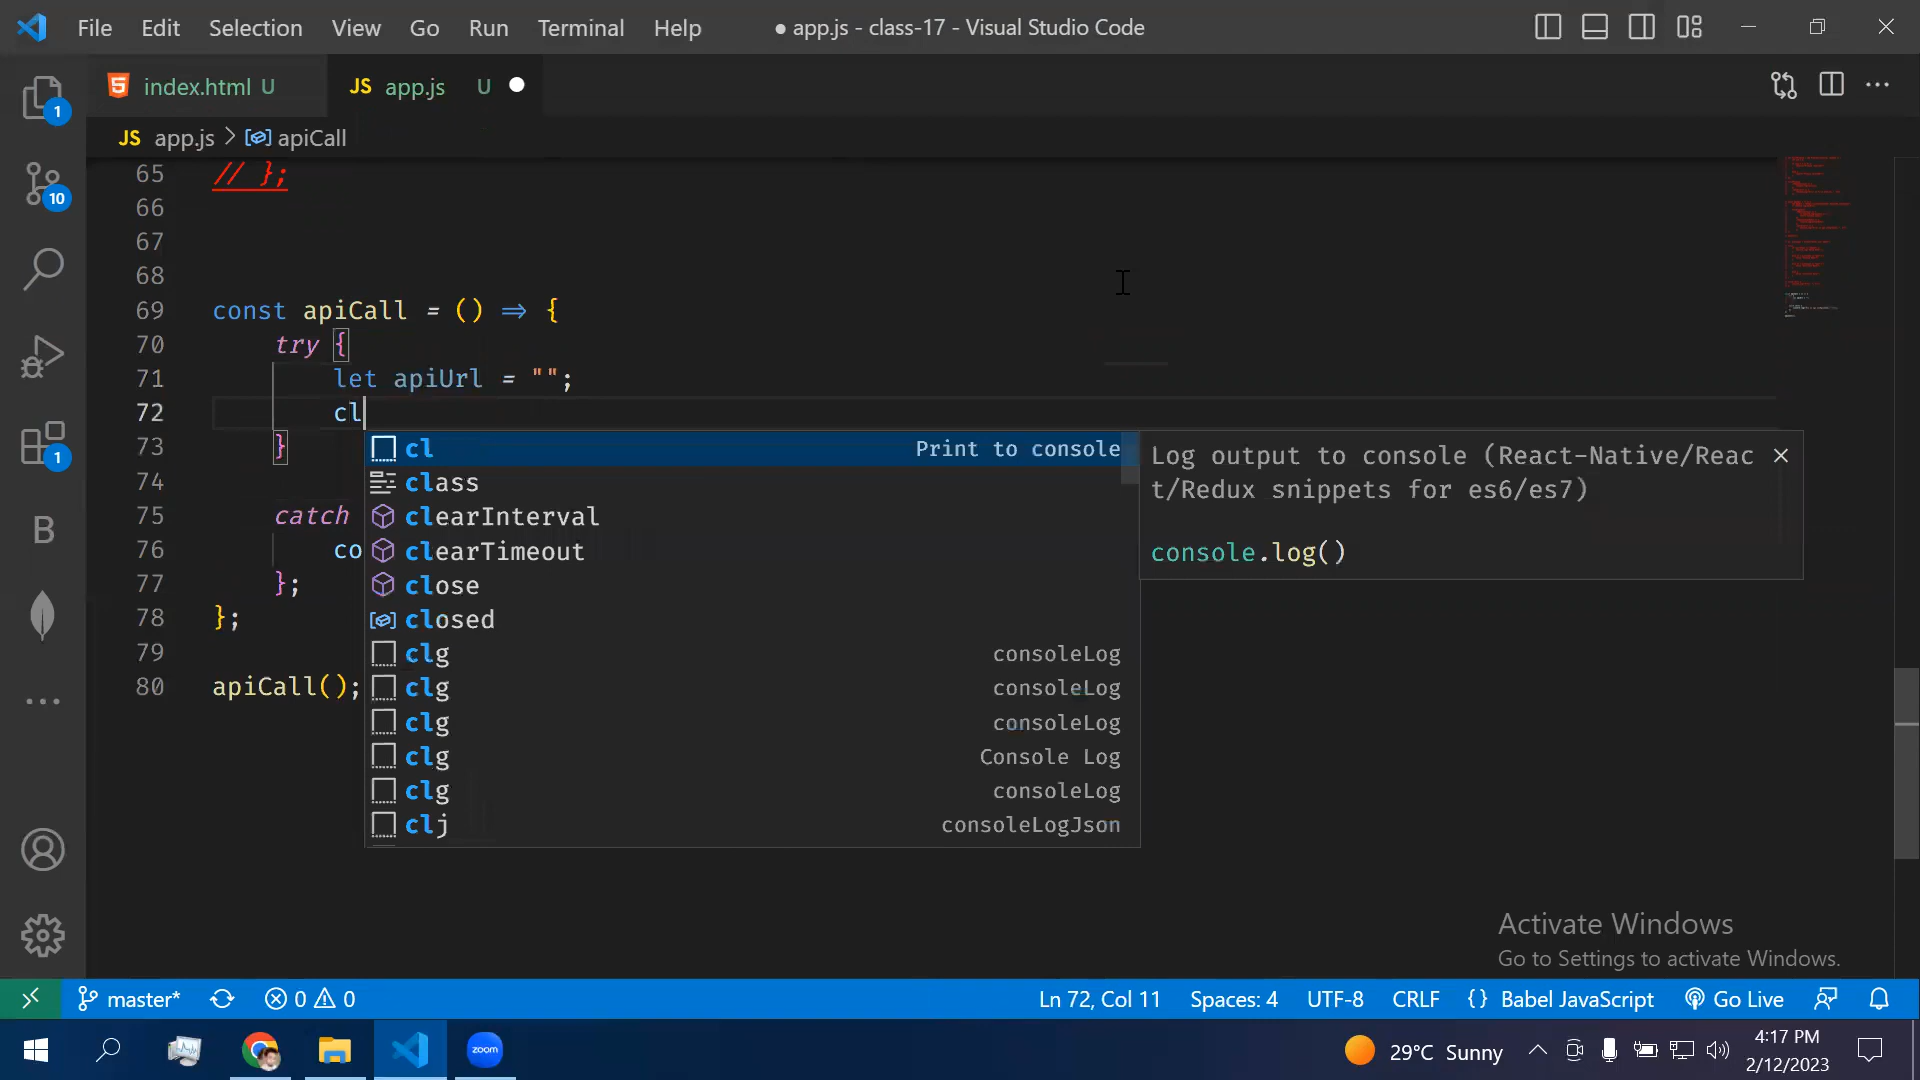 File Edit Selection View Go Run Terminal Help ● app.js - class-17 - Visual Studio Code
index.html U JS app.js U
JS app.js > apiCall
65 // };
66
67
68
69 const apiCall = () => {
70 try {
71 let apiUrl = "";
72 cl
73 }
74
75 catch
76 co
77 };
78 };
79
80 apiCall();
cl Print to console
class
clearInterval
clearTimeout
close
closed
clg consoleLog
clg consoleLog
clg consoleLog
clg Console Log
clg consoleLog
clj consoleLogJson
Log output to console (React-Native/Reac
t/Redux snippets for es6/es7)
console.log()
1
10
1
B
Activate Windows
Go to Settings to activate Windows.
master* 0 0 Ln 72, Col 11 Spaces: 4 UTF-8 CRLF {} Babel JavaScript Go Live
zoom
29°C Sunny
4:17 PM
2/12/2023